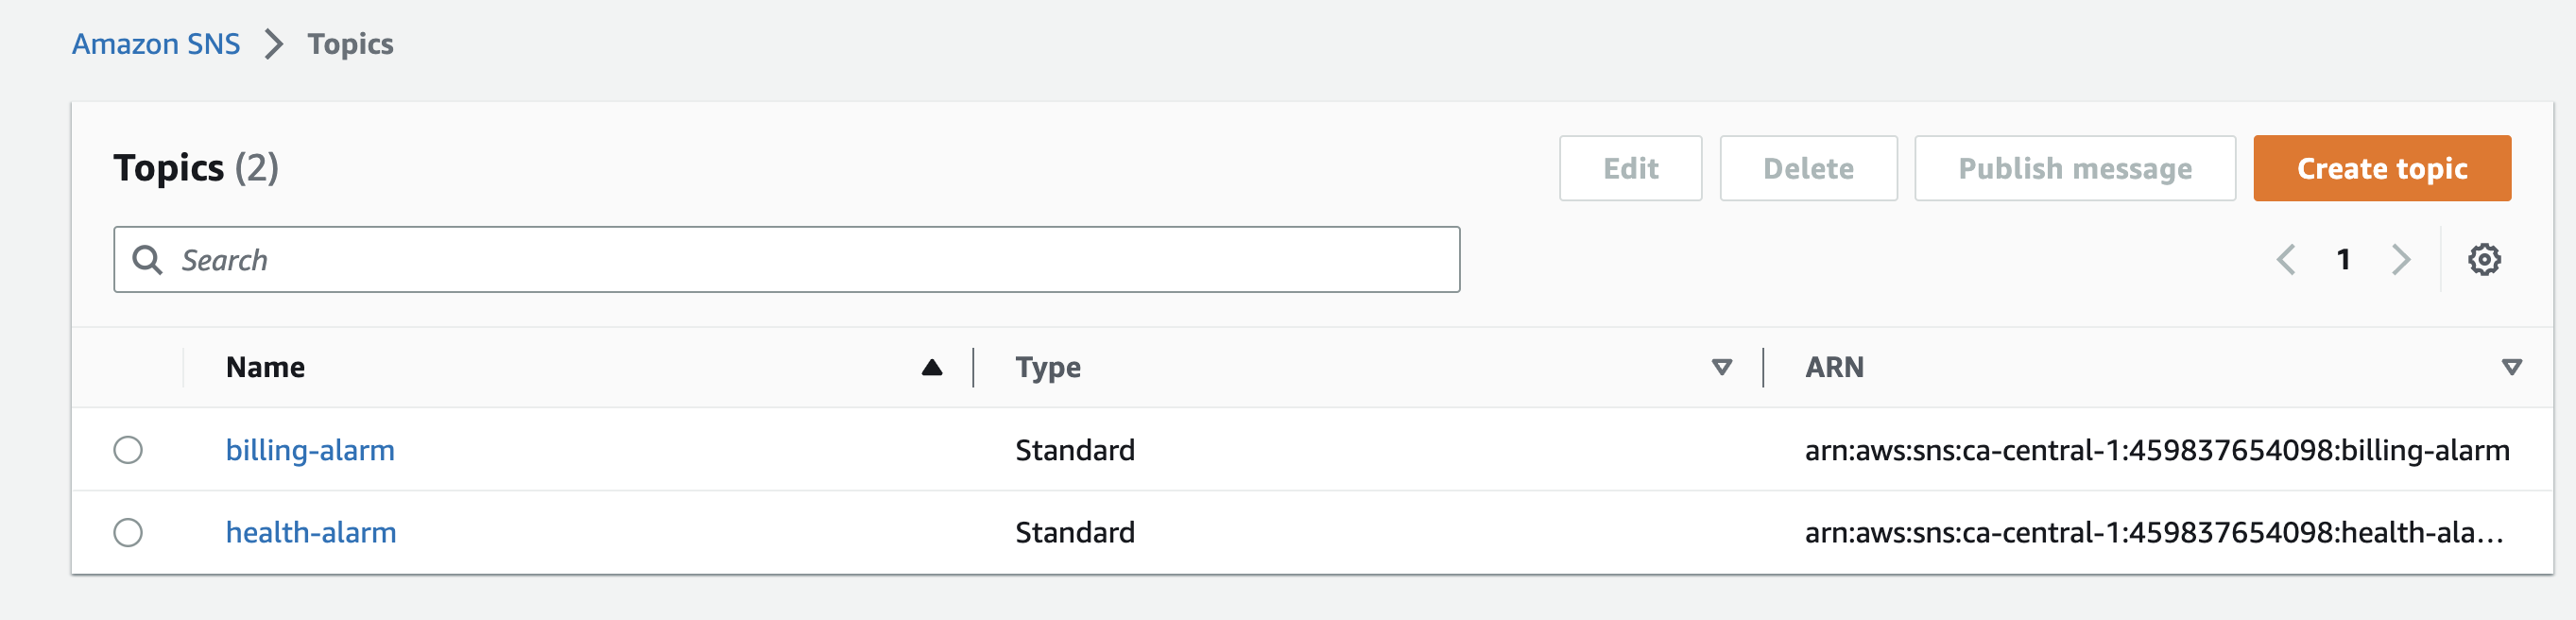 Amazon SNS > Topics
Topics (2)
Edit Delete Publish message Create topic
Search
1
Name Type ARN
billing-alarm Standard arn:aws:sns:ca-central-1:459837654098:billing-alarm
health-alarm Standard arn:aws:sns:ca-central-1:459837654098:health-ala...